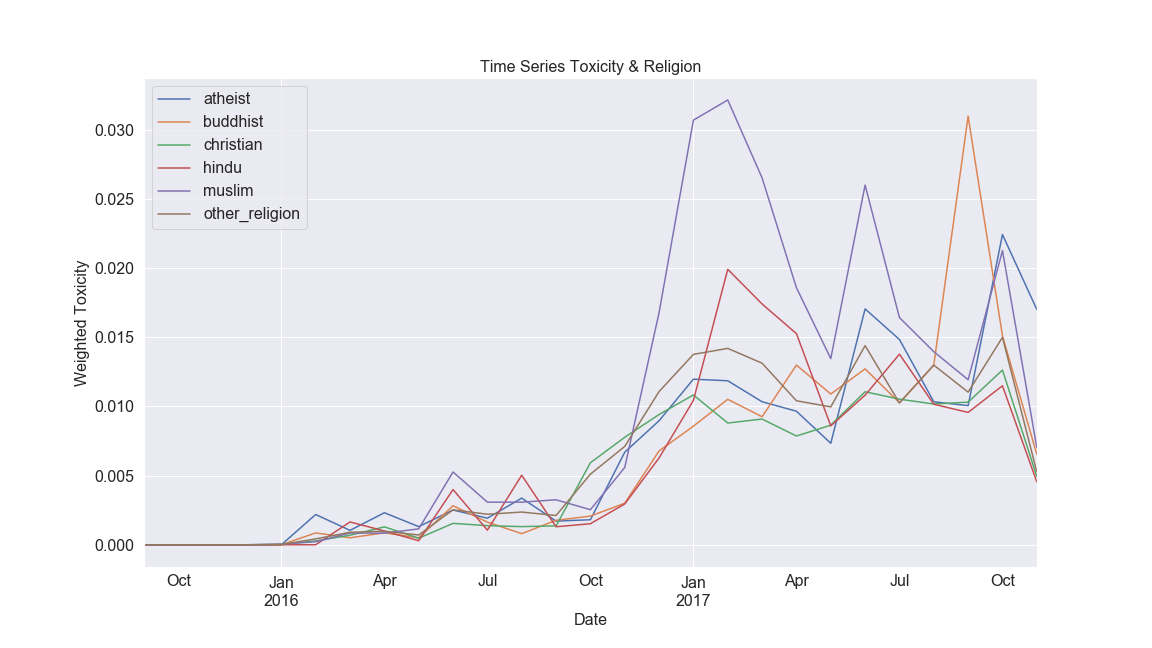 Time Series Toxicity & Religion
atheist
buddhist
christian
hindu
muslim
other_religion
0.030
0.025
0.020
0.015
0.010
0.005
0.000
Weighted Toxicity
Oct Jan Apr Jul Oct Jan Apr Jul Oct
2016 2017
Date